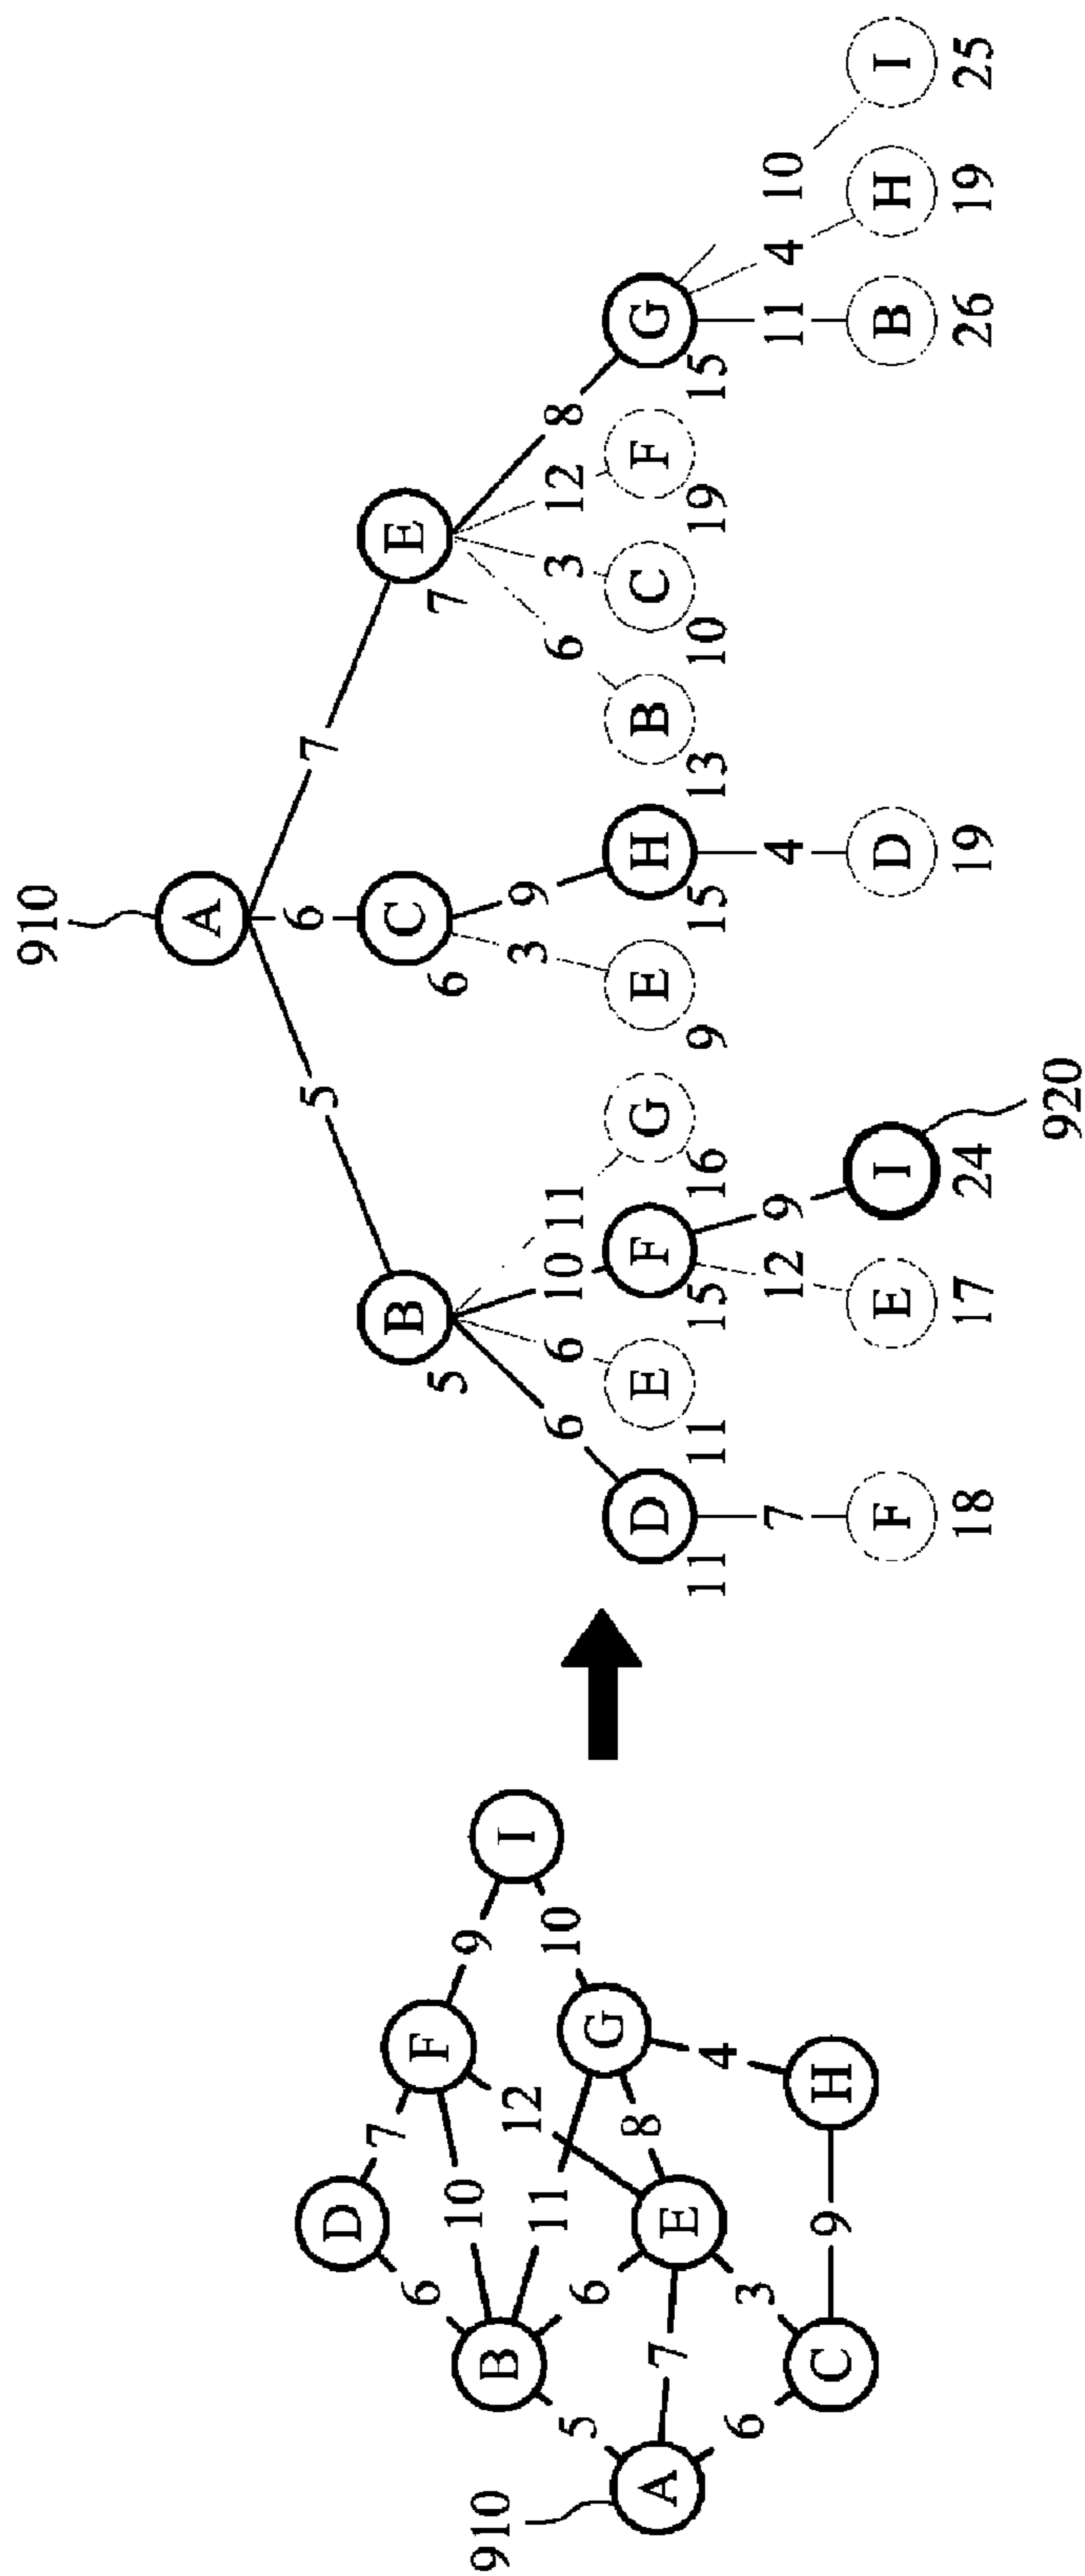 D
7
6 F
10 9
910 B 12 I
11 10
5 6 G
8
A 7 E
4
6 3
C 9 H
910
A
6
5 7
B C E
5 6 7
3 9
6 6 10 11 6 3 12 8
D E F G E H B C F G
11 11 15 16 9 15 13 10 19 15
7 12 9 4 11 4 10
F E I D B H I
18 17 24 19 26 19 25
920